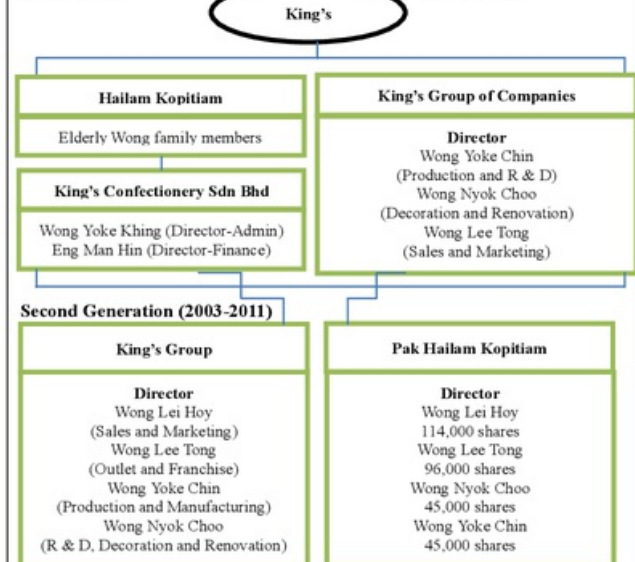 King's
Hailam Kopitiam
Elderly Wong family members
King's Confectionery Sdn Bhd
Wong Yoke Khing (Director-Admin)
Eng Man Hin (Director-Finance)
King's Group of Companies
Director
Wong Yoke Chin
(Production and R & D)
Wong Nyok Choo
(Decoration and Renovation)
Wong Lee Tong
(Sales and Marketing)
Second Generation (2003-2011)
King's Group
Director
Wong Lei Hoy
(Sales and Marketing)
Wong Lee Tong
(Outlet and Franchise)
Wong Yoke Chin
(Production and Manufacturing)
Wong Nyok Choo
(R & D, Decoration and Renovation)
Pak Hailam Kopitiam
Director
Wong Lei Hoy
114,000 shares
Wong Lee Tong
96,000 shares
Wong Nyok Choo
45,000 shares
Wong Yoke Chin
45,000 shares